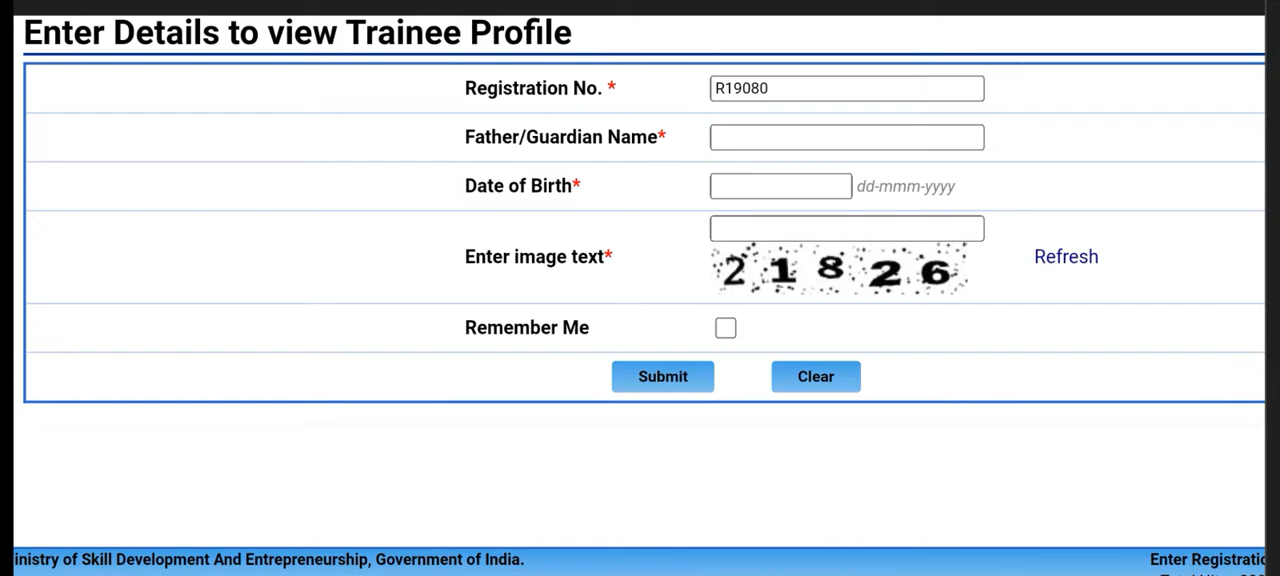 Enter Details to view Trainee Profile
Registration No. * R19080
Father/Guardian Name*
Date of Birth* dd-mmm-yyyy
Enter image text* 21826 Refresh
Remember Me
Submit Clear
inistry of Skill Development And Entrepreneurship, Government of India. Enter Registratio